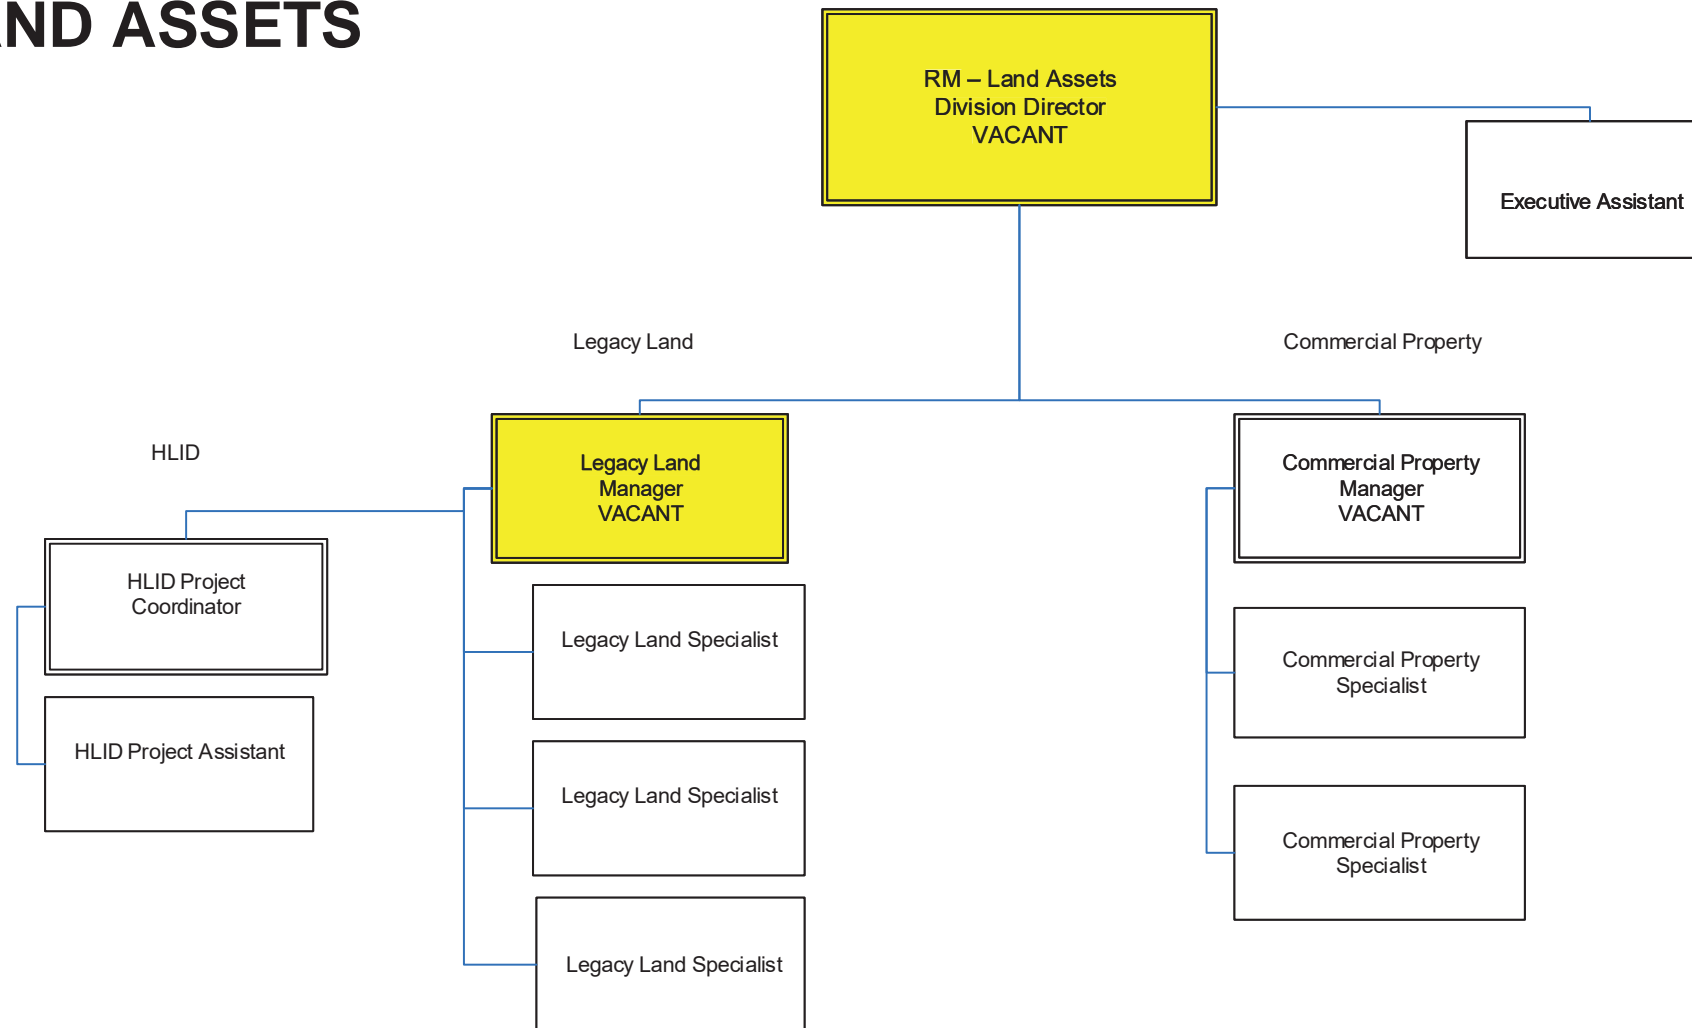 ND ASSETS
RM – Land Assets
Division Director
VACANT
Executive Assistant
Legacy Land
Commercial Property
HLID
Legacy Land
Manager
VACANT
Commercial Property
Manager
VACANT
HLID Project
Coordinator
Legacy Land Specialist
Commercial Property
Specialist
HLID Project Assistant
Legacy Land Specialist
Commercial Property
Specialist
Legacy Land Specialist